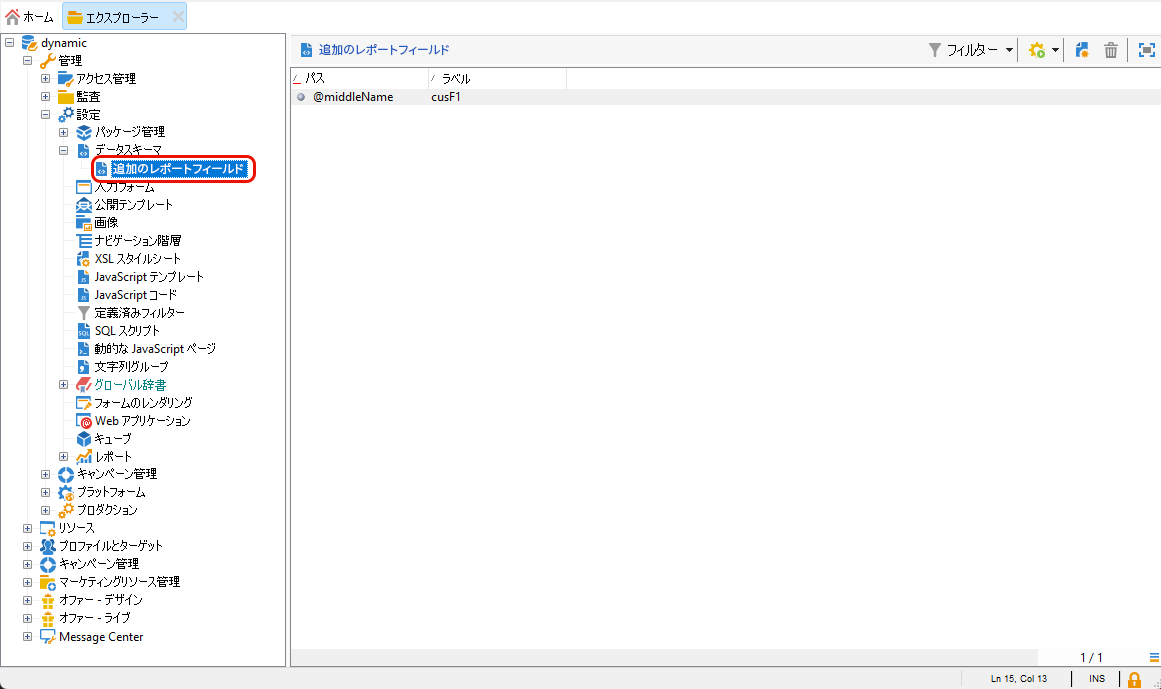 ホーム
エクスプローラー
dynamic
管理
アクセス管理
監査
設定
パッケージ管理
データスキーマ
追加のレポートフィールド
入力フォーム
公開テンプレート
画像
ナビゲーション階層
XSL スタイルシート
JavaScript テンプレート
JavaScript コード
定義済みフィルター
SQL スクリプト
動的な JavaScript ページ
文字列グループ
グローバル辞書
フォームのレンダリング
Web アプリケーション
キューブ
レポート
キャンペーン管理
プラットフォーム
プロダクション
リソース
プロファイルとターゲット
キャンペーン管理
マーケティングリソース管理
オファー - デザイン
オファー - ライブ
Message Center
追加のレポートフィールド
フィルター
パス ラベル
@middleName cusF1
1 / 1
Ln 15, Col 13 INS